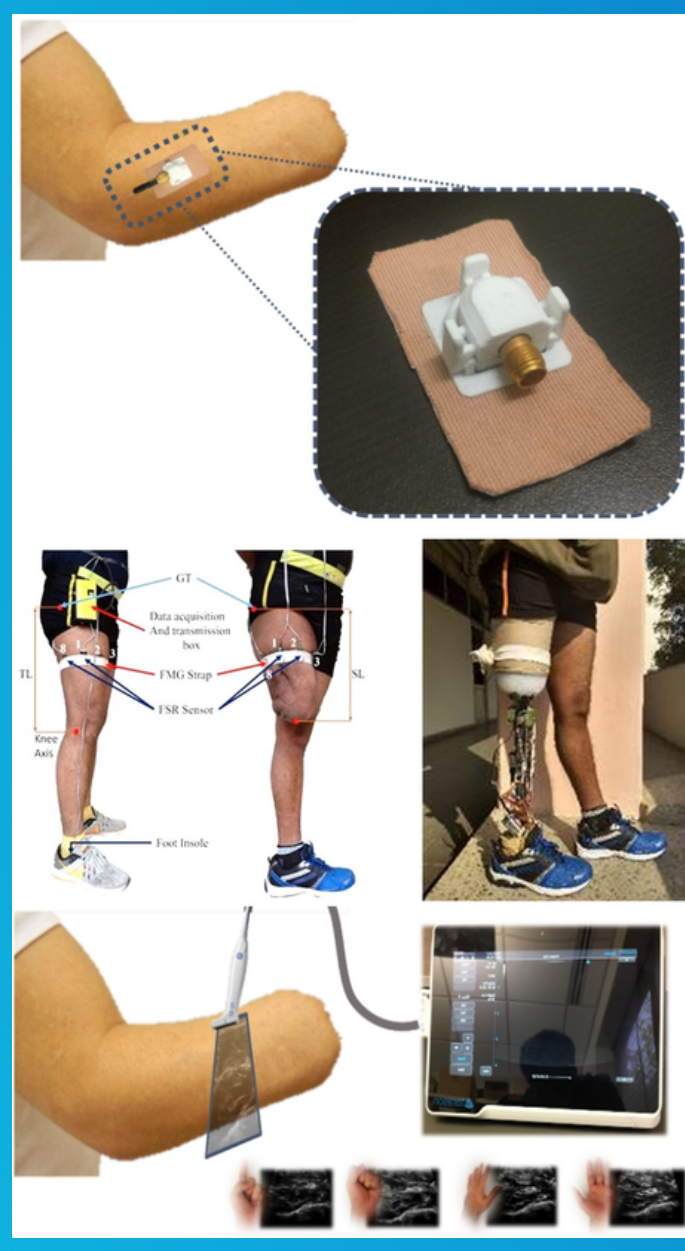 GT
Data acquisition
And transmission
box
8 1 2 3
1 2
8 3
TL
FMG Strap
SL
FSR Sensor
Knee
Axis
Foot Insole